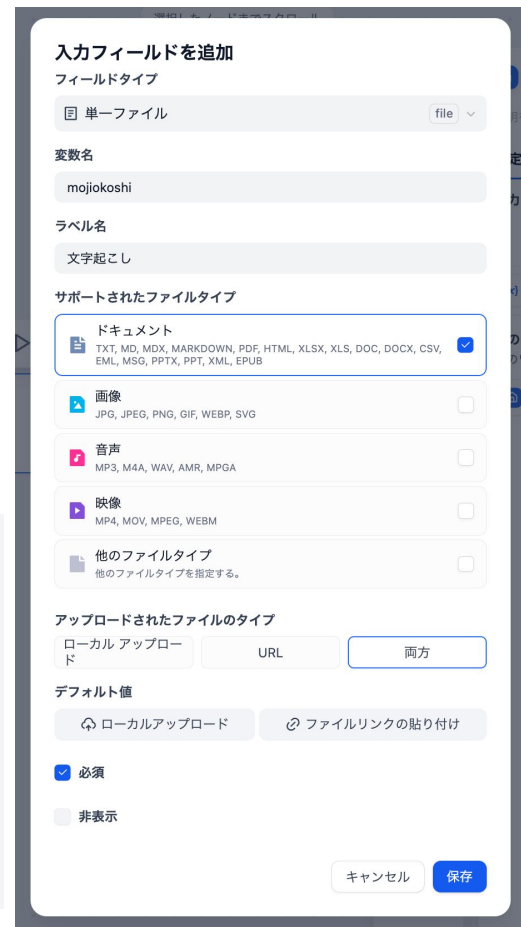 入力フィールドを追加
フィールドタイプ
単一ファイル
file
変数名
mojiokoshi
ラベル名
文字起こし
サポートされたファイルタイプ
ドキュメント
TXT, MD, MDX, MARKDOWN, PDF, HTML, XLSX, XLS, DOC, DOCX, CSV,
EML, MSG, PPTX, PPT, XML, EPUB
画像
JPG, JPEG, PNG, GIF, WEBP, SVG
音声
MP3, M4A, WAV, AMR, MPGA
映像
MP4, MOV, MPEG, WEBM
他のファイルタイプ
他のファイルタイプを指定する。
アップロードされたファイルのタイプ
ローカル アップロー
ド
URL
両方
デフォルト値
ローカルアップロード
ファイルリンクの貼り付け
必須
非表示
キャンセル
保存